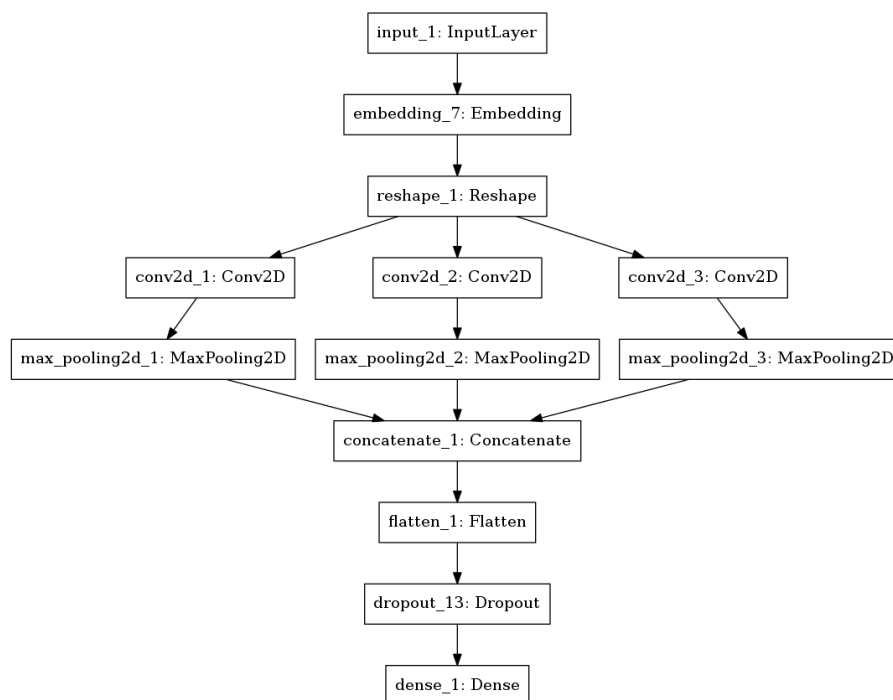 input_1: InputLayer
embedding_7: Embedding
reshape_1: Reshape
conv2d_1: Conv2D
conv2d_2: Conv2D
conv2d_3: Conv2D
max_pooling2d_1: MaxPooling2D
max_pooling2d_2: MaxPooling2D
max_pooling2d_3: MaxPooling2D
concatenate_1: Concatenate
flatten_1: Flatten
dropout_13: Dropout
dense_1: Dense